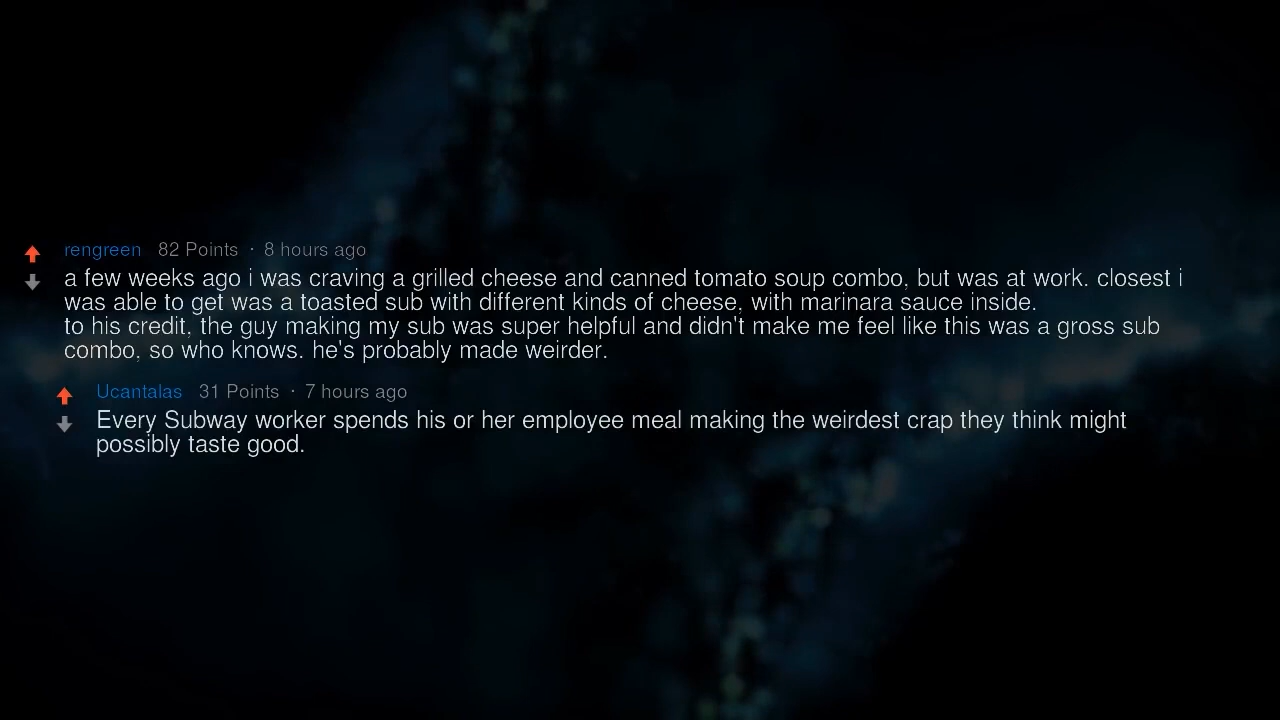 rengreen 82 Points · 8 hours ago
a few weeks ago i was craving a grilled cheese and canned tomato soup combo, but was at work. closest i
was able to get was a toasted sub with different kinds of cheese, with marinara sauce inside.
to his credit, the guy making my sub was super helpful and didn't make me feel like this was a gross sub
combo, so who knows. he's probably made weirder.
Ucantalas 31 Points · 7 hours ago
Every Subway worker spends his or her employee meal making the weirdest crap they think might
possibly taste good.